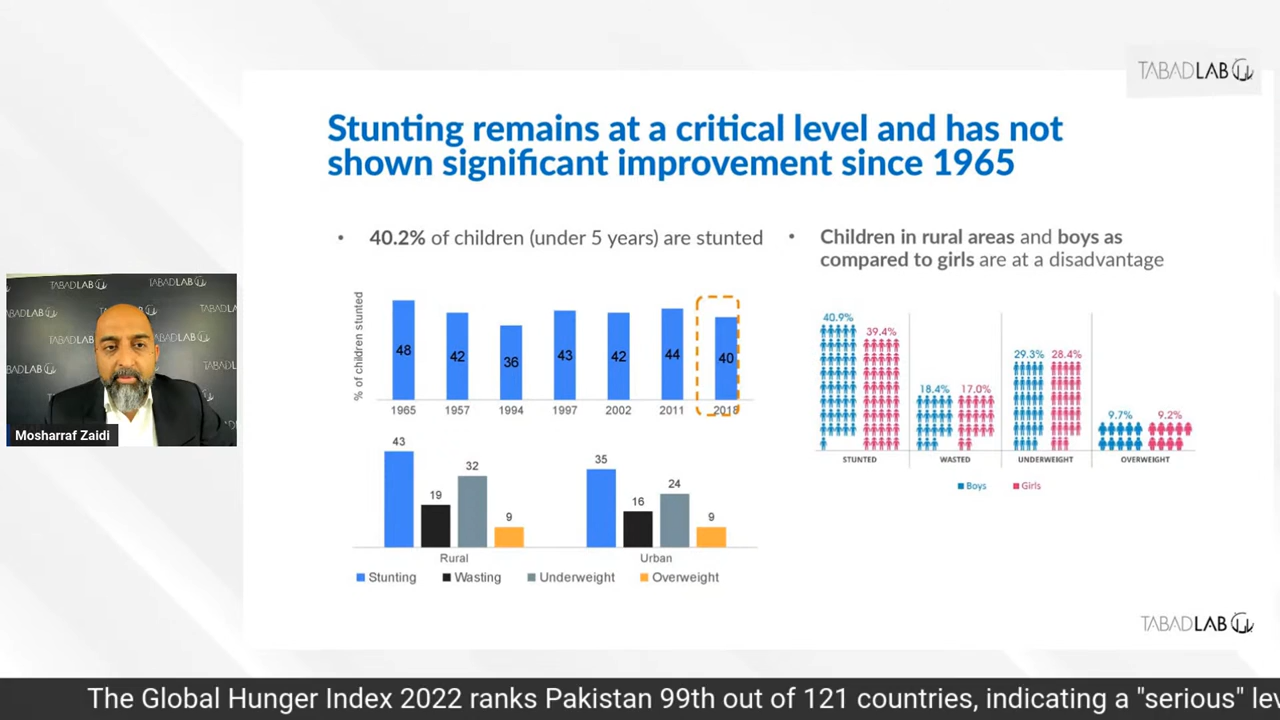 TABADLAB
Stunting remains at a critical level and has not
shown significant improvement since 1965
• 40.2% of children (under 5 years) are stunted
• Children in rural areas and boys as
compared to girls are at a disadvantage
% of children stunted
48 42 36 43 42 44 40
1965 1957 1994 1997 2002 2011 2018
43 19 32 9 35 16 24 9
Rural Urban
Stunting Wasting Underweight Overweight
40.9% 39.4% 18.4% 17.0% 29.3% 28.4% 9.7% 9.2%
STUNTED WASTED UNDERWEIGHT OVERWEIGHT
Boys Girls
TABADLAB TABADLAB
TABADLAB
Mosharraf Zaidi
TABADLAB
The Global Hunger Index 2022 ranks Pakistan 99th out of 121 countries, indicating a "serious" lev